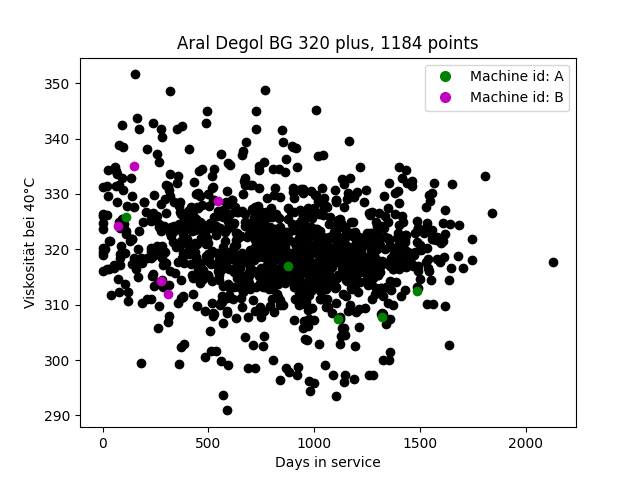 Aral Degol BG 320 plus, 1184 points
Machine id: A
Machine id: B
Viskosität bei 40°C
350
340
330
320
310
300
290
0 500 1000 1500 2000
Days in service